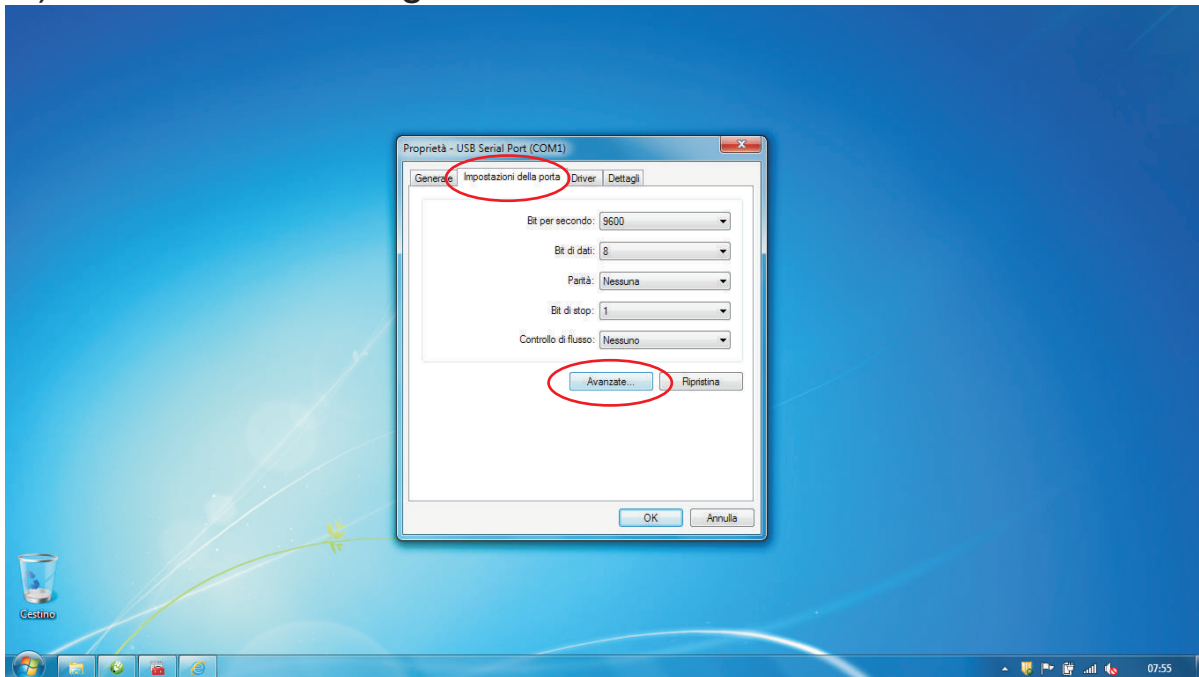 Proprietà - USB Serial Port (COM1)
Generale Impostazioni della porta Driver Dettagli
Bit per secondo: 9600
Bit di dati: 8
Parità: Nessuna
Bit di stop: 1
Controllo di flusso: Nessuno
Avanzate... Ripristina
OK Annulla
Cestino
07:55